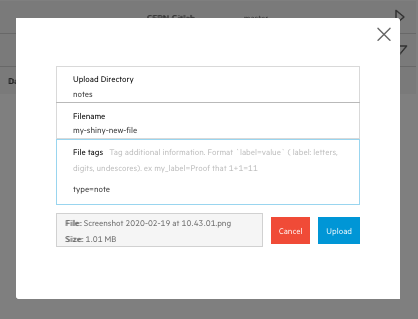 CERN Gitlab
master
Da
Upload Directory
notes
Filename
my-shiny-new-file
File tags Tag additional information. Format `label=value` ( label: letters,
digits, undescores). ex my_label=Proof that 1+1=11
type=note
File: Screenshot 2020-02-19 at 10.43.01.png
Size: 1.01 MB
Cancel
Upload